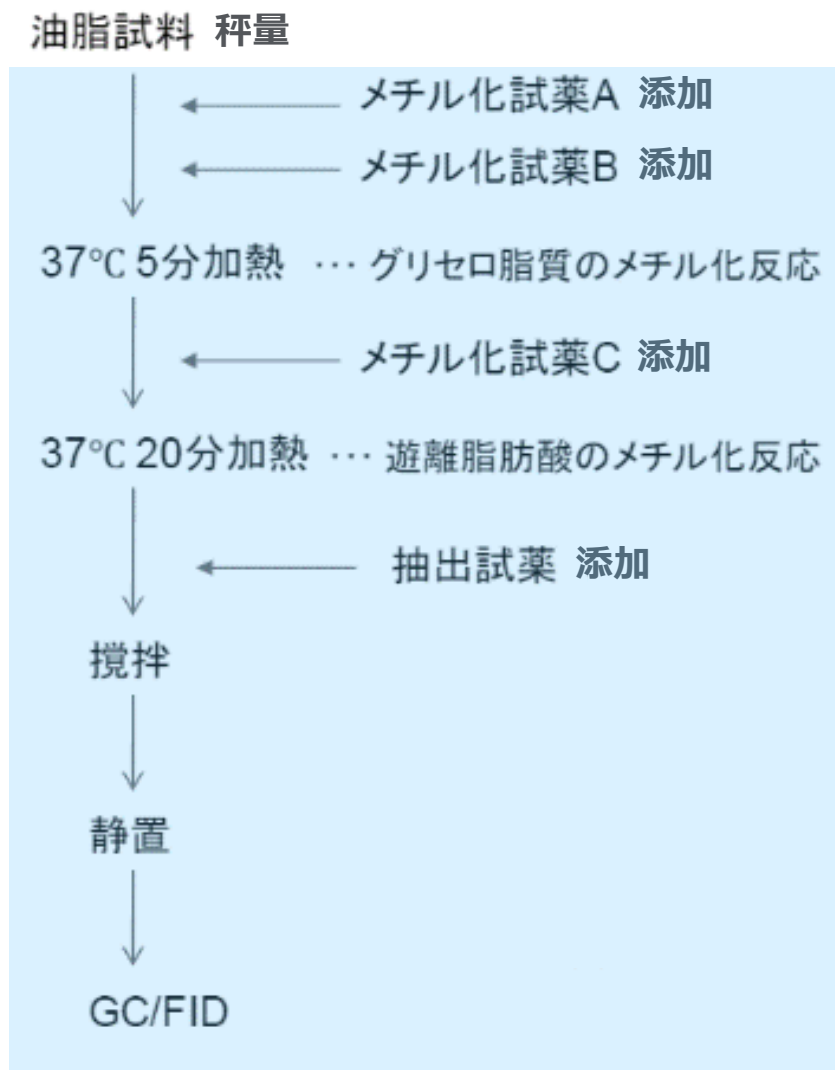 油脂試料 秤量
メチル化試薬A 添加
メチル化試薬B 添加
37℃ 5分加熱 … グリセロ脂質のメチル化反応
メチル化試薬C 添加
37℃ 20分加熱 … 遊離脂肪酸のメチル化反応
抽出試薬 添加
撹拌
静置
GC/FID